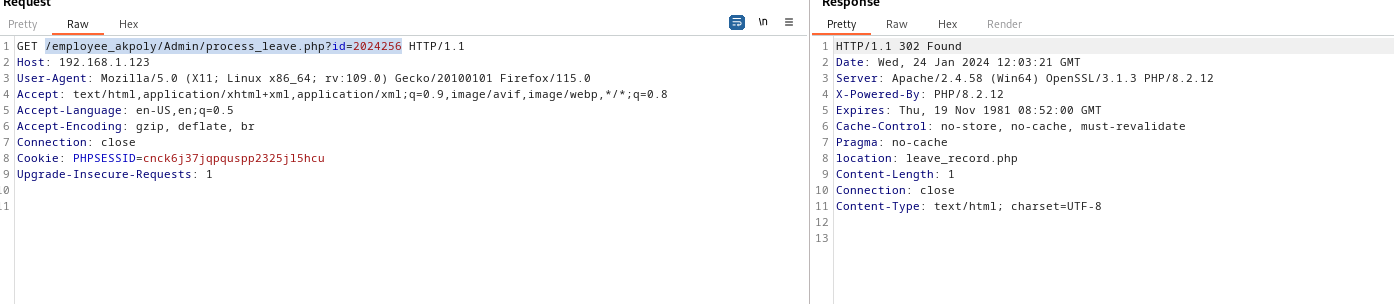 Request
Pretty Raw Hex \n
1 GET /employee_akpoly/Admin/process_leave.php?id=2024256 HTTP/1.1
2 Host: 192.168.1.123
3 User-Agent: Mozilla/5.0 (X11; Linux x86_64; rv:109.0) Gecko/20100101 Firefox/115.0
4 Accept: text/html,application/xhtml+xml,application/xml;q=0.9,image/avif,image/webp,*/*;q=0.8
5 Accept-Language: en-US,en;q=0.5
6 Accept-Encoding: gzip, deflate, br
7 Connection: close
8 Cookie: PHPSESSID=cnck6j37jqpquspp2325jl5hcu
9 Upgrade-Insecure-Requests: 1
10
11
Response
Pretty Raw Hex Render
1 HTTP/1.1 302 Found
2 Date: Wed, 24 Jan 2024 12:03:21 GMT
3 Server: Apache/2.4.58 (Win64) OpenSSL/3.1.3 PHP/8.2.12
4 X-Powered-By: PHP/8.2.12
5 Expires: Thu, 19 Nov 1981 08:52:00 GMT
6 Cache-Control: no-store, no-cache, must-revalidate
7 Pragma: no-cache
8 location: leave_record.php
9 Content-Length: 1
10 Connection: close
11 Content-Type: text/html; charset=UTF-8
12
13